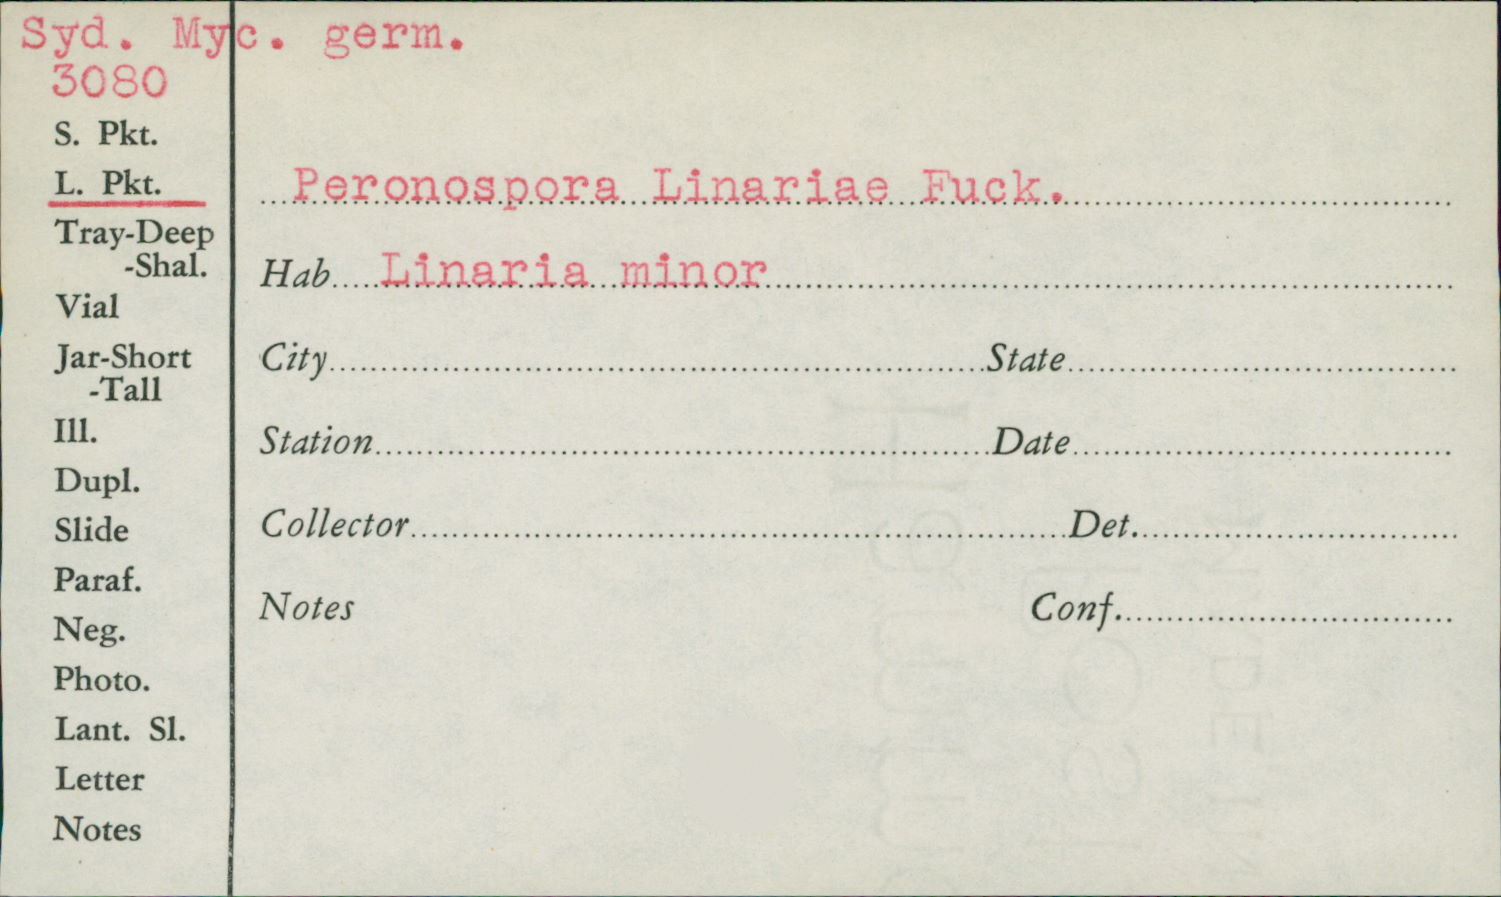 Syd. Myc. germ.
3080
S. Pkt.
L. Pkt.
Tray-Deep
-Shal.
Vial
Jar-Short
-Tall
Ill.
Dupl.
Slide
Paraf.
Neg.
Photo.
Lant. Sl.
Letter
Notes
Peronospora Linariae Fuck.
Hab. Linaria minor
City State
Station Date
Collector Det.
Notes Conf.